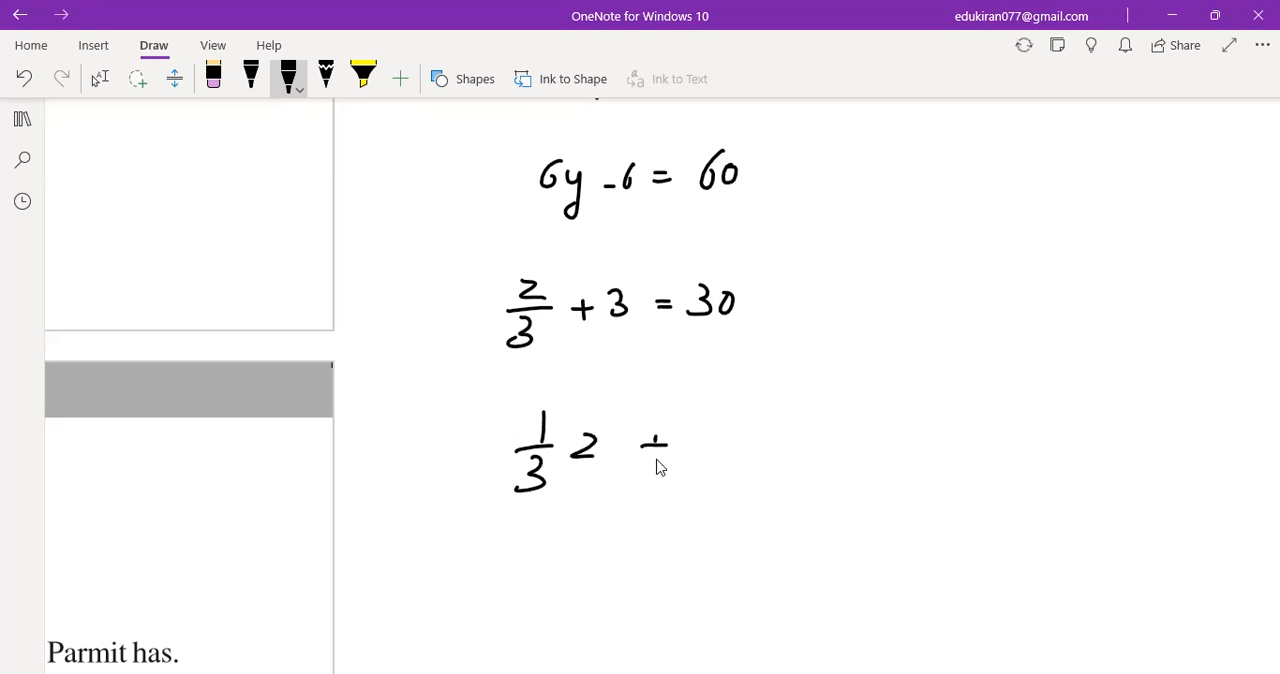 OneNote for Windows 10
edukiran077@gmail.com
Home Insert Draw View Help
Share
Shapes Ink to Shape Ink to Text
6y - 6 = 60
2/3 + 3 = 30
1/3 2 +
Parmit has.